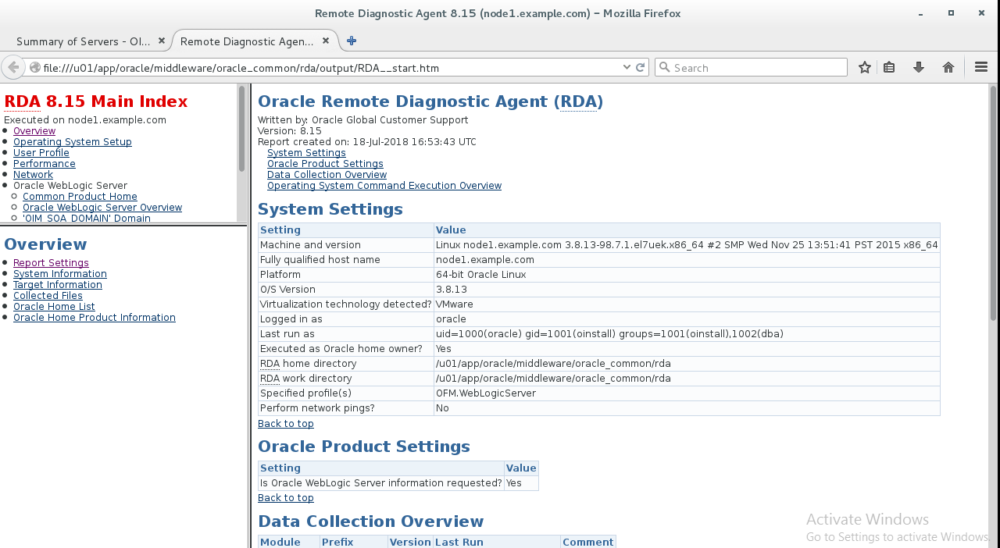 Remote Diagnostic Agent 8.15 (node1.example.com) – Mozilla Firefox
Summary of Servers - OI...
Remote Diagnostic Agen...
file:///u01/app/oracle/middleware/oracle_common/rda/output/RDA__start.htm
Search
RDA 8.15 Main Index
Executed on node1.example.com
Overview
Operating System Setup
User Profile
Performance
Network
Oracle WebLogic Server
Common Product Home
Oracle WebLogic Server Overview
'OIM_SOA_DOMAIN' Domain
Overview
Report Settings
System Information
Target Information
Collected Files
Oracle Home List
Oracle Home Product Information
Oracle Remote Diagnostic Agent (RDA)
Written by: Oracle Global Customer Support
Version: 8.15
Report created on: 18-Jul-2018 16:53:43 UTC
System Settings
Oracle Product Settings
Data Collection Overview
Operating System Command Execution Overview
System Settings
Setting Value
Machine and version Linux node1.example.com 3.8.13-98.7.1.el7uek.x86_64 #2 SMP Wed Nov 25 13:51:41 PST 2015 x86_64
Fully qualified host name node1.example.com
Platform 64-bit Oracle Linux
O/S Version 3.8.13
Virtualization technology detected? VMware
Logged in as oracle
Last run as uid=1000(oracle) gid=1001(oinstall) groups=1001(oinstall),1002(dba)
Executed as Oracle home owner? Yes
RDA home directory /u01/app/oracle/middleware/oracle_common/rda
RDA work directory /u01/app/oracle/middleware/oracle_common/rda
Specified profile(s) OFM.WebLogicServer
Perform network pings? No
Back to top
Oracle Product Settings
Setting Value
Is Oracle WebLogic Server information requested? Yes
Back to top
Data Collection Overview
Module Prefix Version Last Run Comment
Activate Windows
Go to Settings to activate Windows.